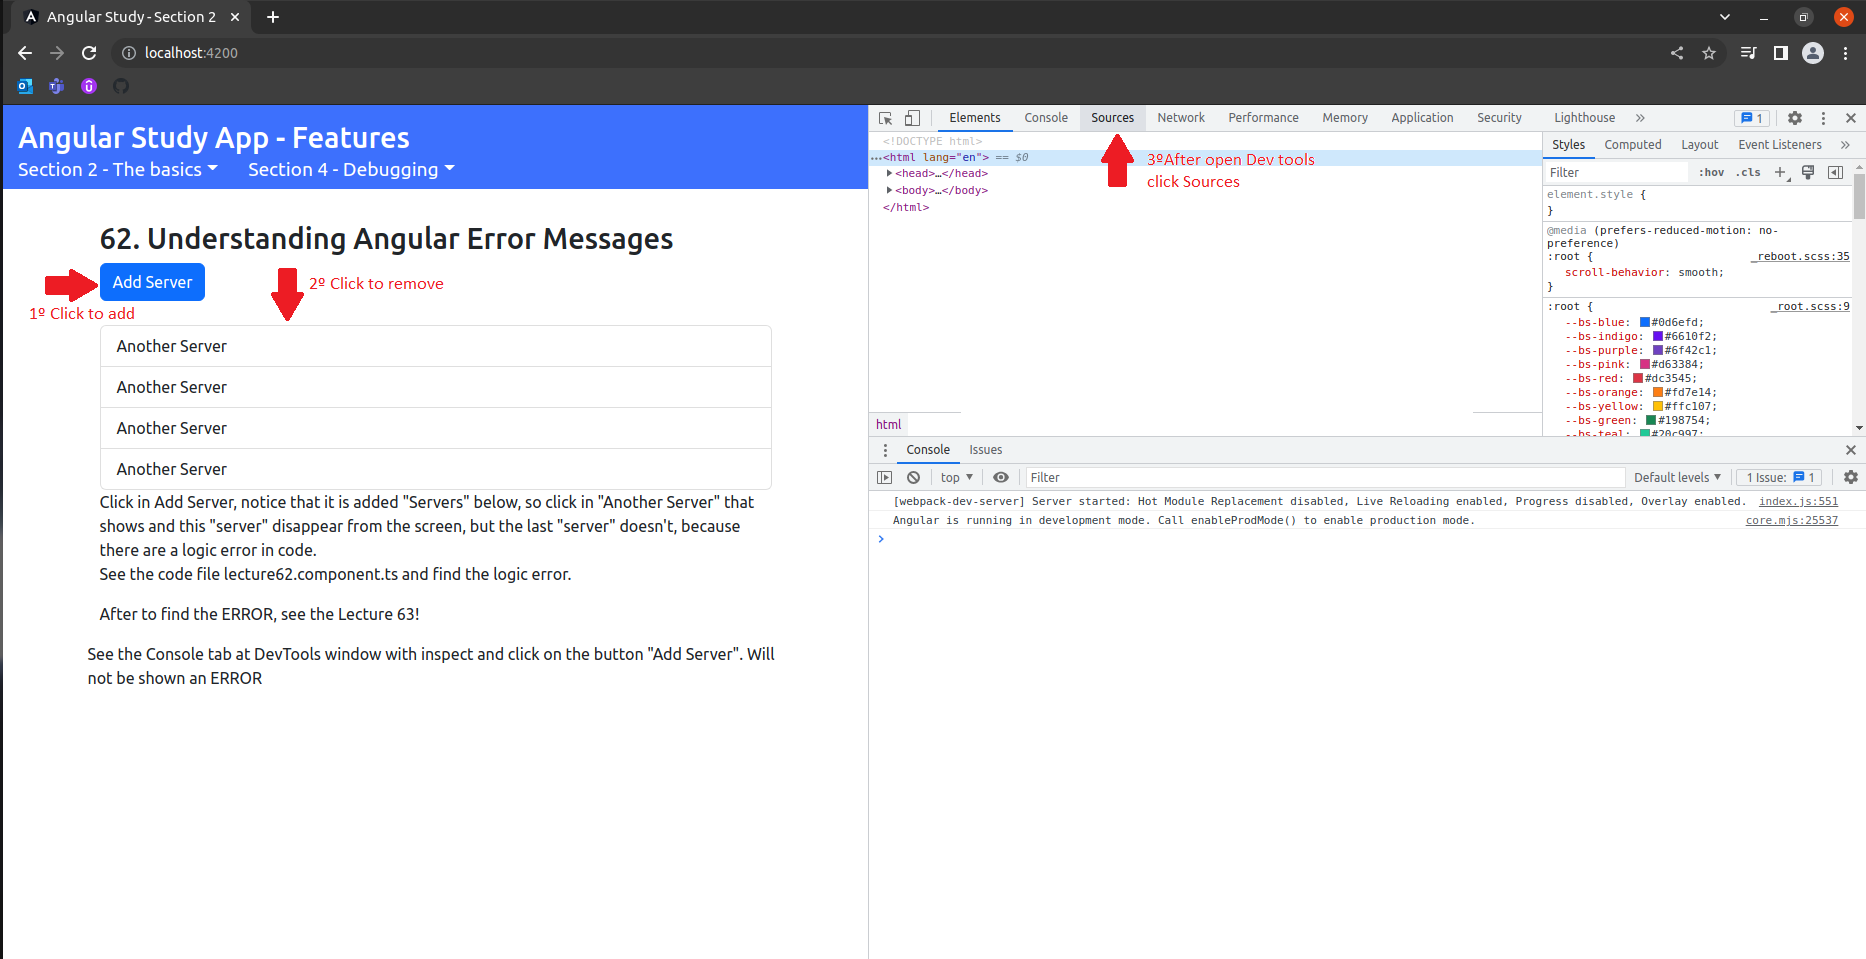 Angular Study - Section 2
localhost:4200
Angular Study App - Features
Section 2 - The basics
Section 4 - Debugging
62. Understanding Angular Error Messages
Add Server
2º Click to remove
1º Click to add
Another Server
Another Server
Another Server
Another Server
Click in Add Server, notice that it is added "Servers" below, so click in "Another Server" that
shows and this "server" disappear from the screen, but the last "server" doesn't, because
there are a logic error in code.
See the code file lecture62.component.ts and find the logic error.
After to find the ERROR, see the Lecture 63!
See the Console tab at DevTools window with inspect and click on the button "Add Server". Will
not be shown an ERROR
Elements Console Sources Network Performance Memory Application Security Lighthouse » 1
<!DOCTYPE html>
···<html lang="en"> == $0
<head>…</head>
<body>…</body>
</html>
3ºAfter open Dev tools
click Sources
html
Styles Computed Layout Event Listeners »
Filter :hov .cls +
element.style {
}
@media (prefers-reduced-motion: no-
preference)
:root { _reboot.scss:35
scroll-behavior: smooth;
}
:root { _root.scss:9
--bs-blue: #0d6efd;
--bs-indigo: #6610f2;
--bs-purple: #6f42c1;
--bs-pink: #d63384;
--bs-red: #dc3545;
--bs-orange: #fd7e14;
--bs-yellow: #ffc107;
--bs-green: #198754;
--bs-teal: #20c997;
Console Issues
top Filter Default levels 1 Issue: 1
[webpack-dev-server] Server started: Hot Module Replacement disabled, Live Reloading enabled, Progress disabled, Overlay enabled. index.js:551
Angular is running in development mode. Call enableProdMode() to enable production mode. core.mjs:25537